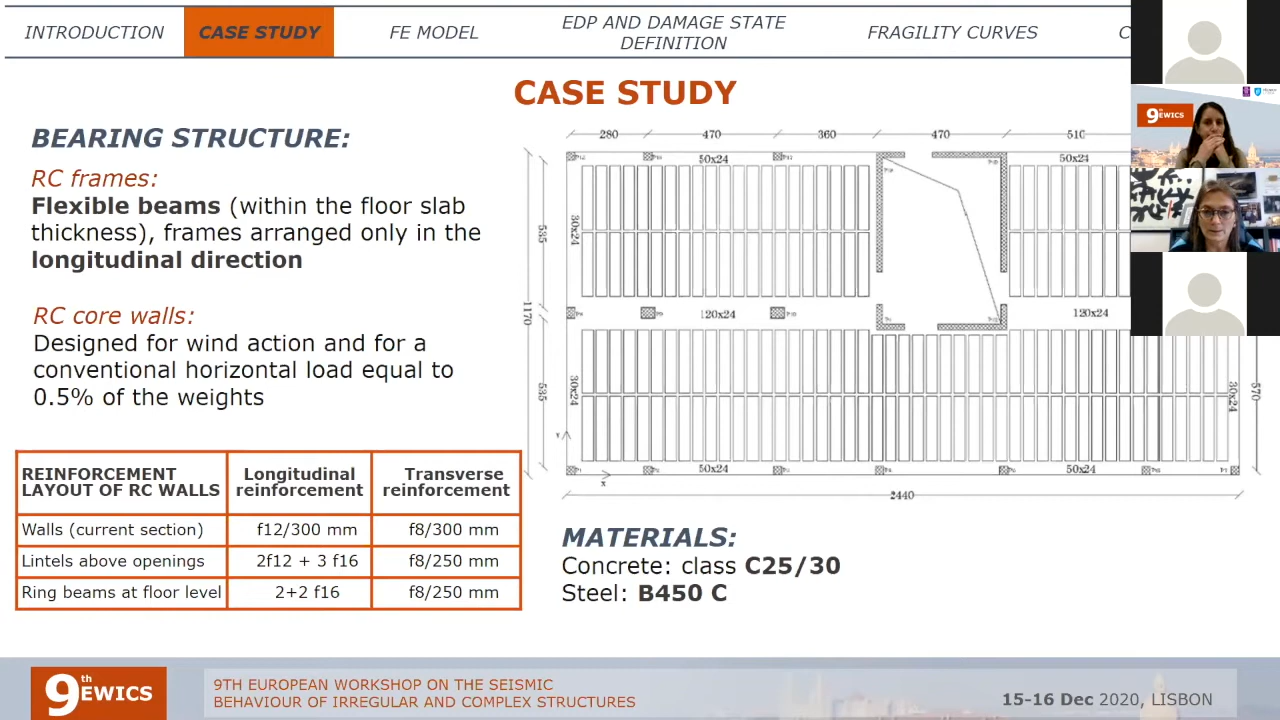 INTRODUCTION
CASE STUDY
FE MODEL
EDP AND DAMAGE STATE
DEFINITION
FRAGILITY CURVES
C
CASE STUDY
BEARING STRUCTURE:
RC frames:
Flexible beams (within the floor slab
thickness), frames arranged only in the
longitudinal direction
RC core walls:
Designed for wind action and for a
conventional horizontal load equal to
0.5% of the weights
REINFORCEMENT
LAYOUT OF RC WALLS
Longitudinal
reinforcement
Transverse
reinforcement
Walls (current section) f12/300 mm f8/300 mm
Lintels above openings 2f12 + 3 f16 f8/250 mm
Ring beams at floor level 2+2 f16 f8/250 mm
280 470 360 470 510
50x24 50x24
535 30x24
1170
120x24 120x24
535 30x24 30x24 570
Y
X
50x24 50x24
2440
MATERIALS:
Concrete: class C25/30
Steel: B450 C
9th
EWICS
9th
EWICS
9TH EUROPEAN WORKSHOP ON THE SEISMIC
BEHAVIOUR OF IRREGULAR AND COMPLEX STRUCTURES
15-16 Dec 2020, LISBON